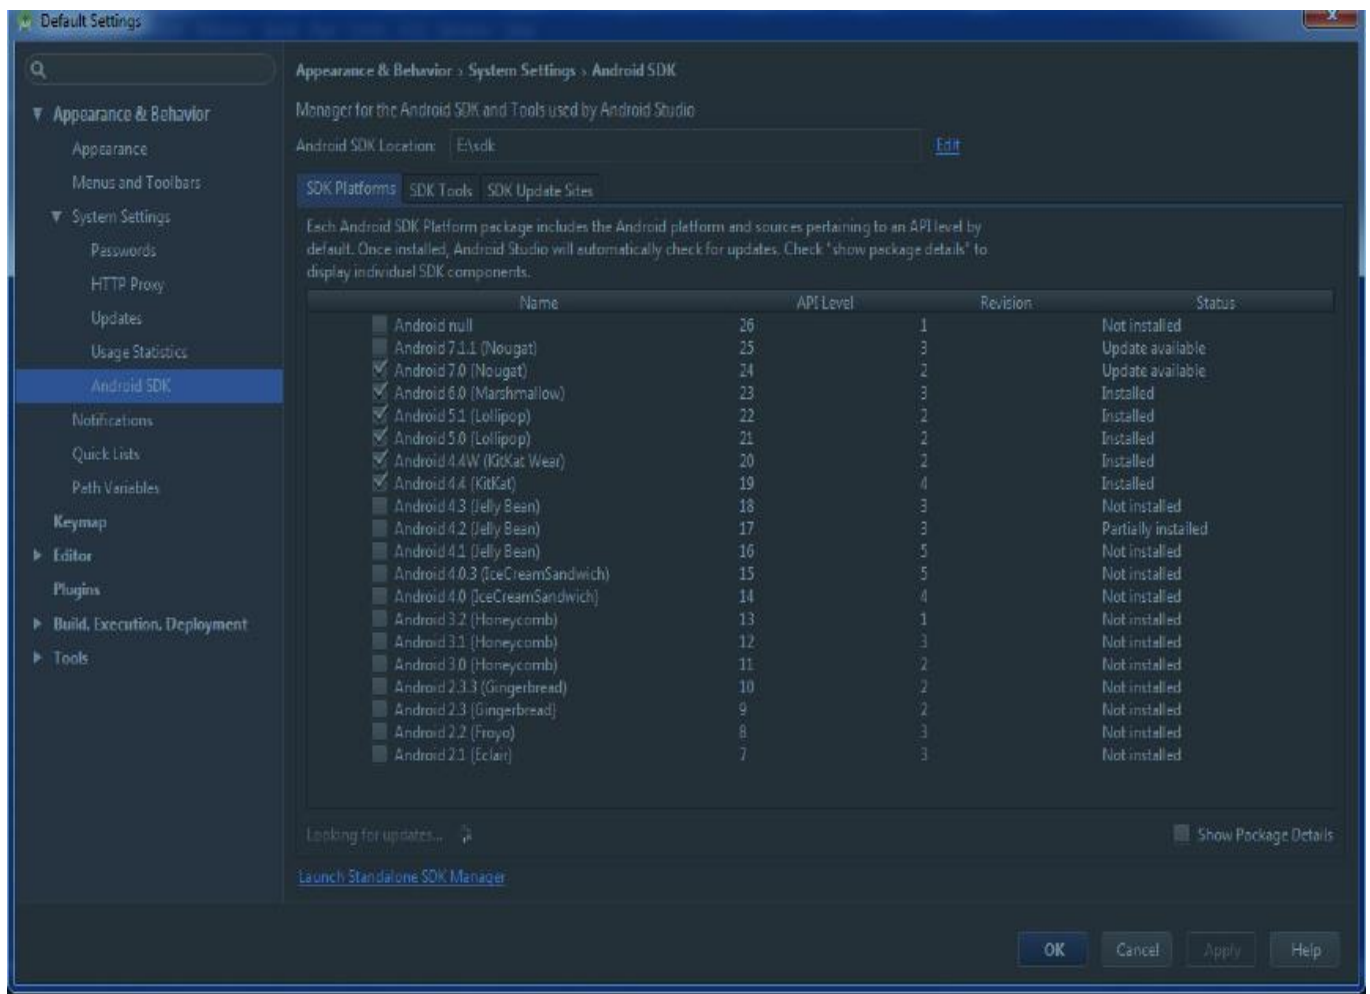 Default Settings
X
Appearance & Behavior
Appearance
Menus and Toolbars
System Settings
Passwords
HTTP Proxy
Updates
Usage Statistics
Android SDK
Notifications
Quick Lists
Path Variables
Keymap
Editor
Plugins
Build, Execution, Deployment
Tools
Appearance & Behavior › System Settings › Android SDK
Manager for the Android SDK and Tools used by Android Studio
Android SDK Location: E:\sdk Edit
SDK Platforms SDK Tools SDK Update Sites
Each Android SDK Platform package includes the Android platform and sources pertaining to an API level by
default. Once installed, Android Studio will automatically check for updates. Check "show package details" to
display individual SDK components.
Name API Level Revision Status
Android null 26 1 Not installed
Android 7.1.1 (Nougat) 25 3 Update available
Android 7.0 (Nougat) 24 2 Update available
Android 6.0 (Marshmallow) 23 3 Installed
Android 5.1 (Lollipop) 22 2 Installed
Android 5.0 (Lollipop) 21 2 Installed
Android 4.4W (KitKat Wear) 20 2 Installed
Android 4.4 (KitKat) 19 4 Installed
Android 4.3 (Jelly Bean) 18 3 Not installed
Android 4.2 (Jelly Bean) 17 3 Partially installed
Android 4.1 (Jelly Bean) 16 5 Not installed
Android 4.0.3 (IceCreamSandwich) 15 5 Not installed
Android 4.0 (IceCreamSandwich) 14 4 Not installed
Android 3.2 (Honeycomb) 13 1 Not installed
Android 3.1 (Honeycomb) 12 3 Not installed
Android 3.0 (Honeycomb) 11 2 Not installed
Android 2.3.3 (Gingerbread) 10 2 Not installed
Android 2.3 (Gingerbread) 9 2 Not installed
Android 2.2 (Froyo) 8 3 Not installed
Android 2.1 (Eclair) 7 3 Not installed
Looking for updates... Show Package Details
Launch Standalone SDK Manager
OK Cancel Apply Help